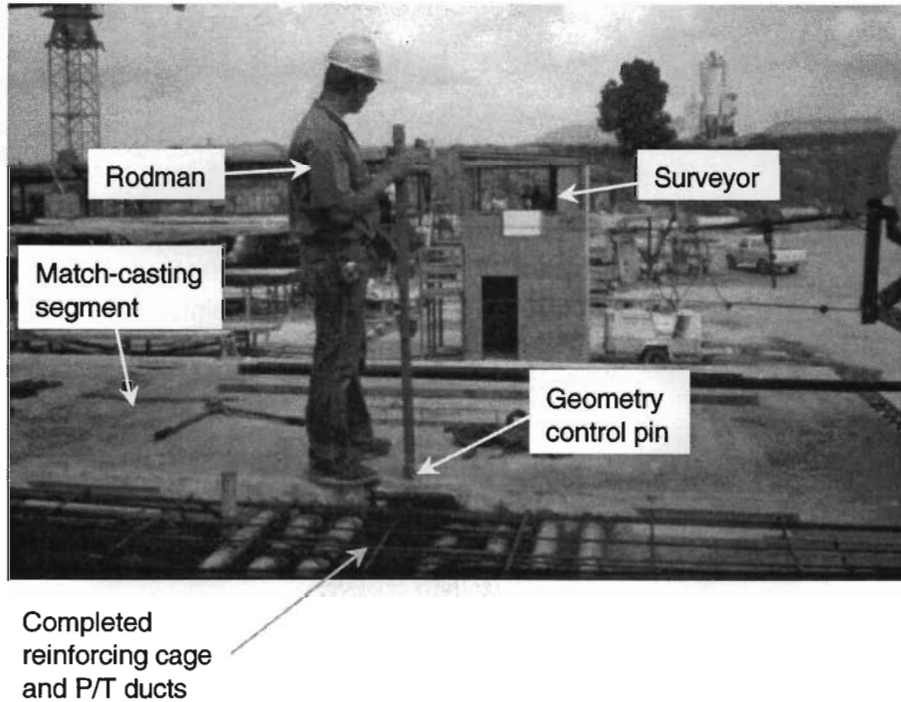 Rodman
Surveyor
Match-casting
segment
Geometry
control pin
Completed
reinforcing cage
and P/T ducts